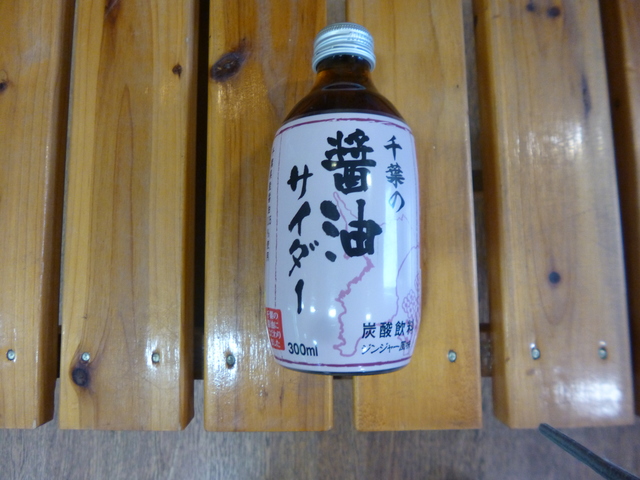 千葉の
醤油
サイダー
炭酸飲料
ジンジャー風味
300ml